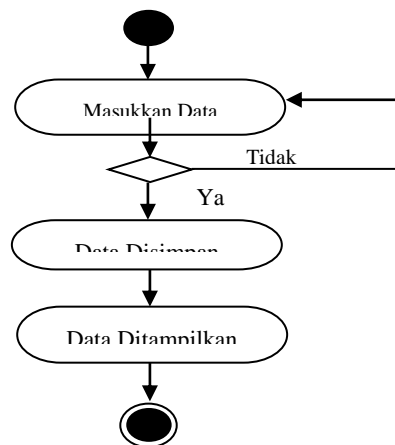 Masukkan Data
Tidak
Ya
Data Disimpan
Data Ditampilkan